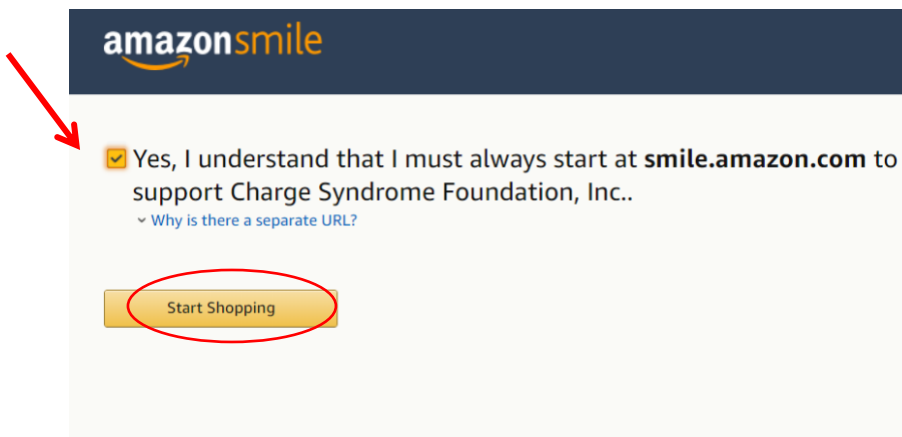 amazonsmile
Yes, I understand that I must always start at smile.amazon.com to
support Charge Syndrome Foundation, Inc..
Why is there a separate URL?
Start Shopping